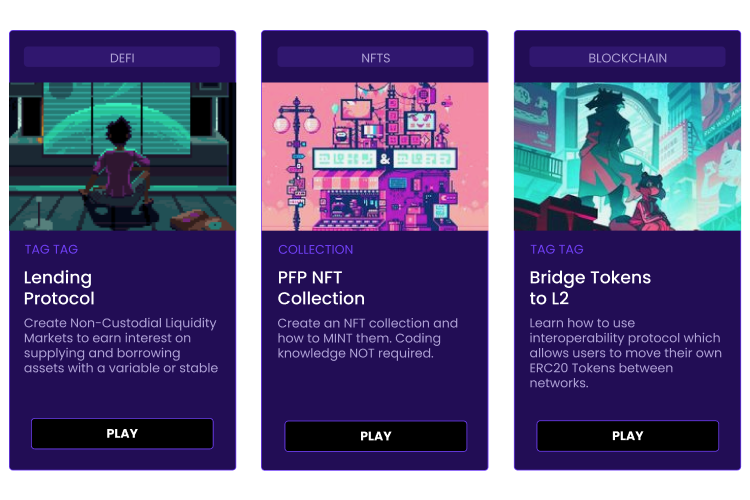 DEFI
TAG TAG
Lending
Protocol
Create Non-Custodial Liquidity
Markets to earn interest on
supplying and borrowing
assets with a variable or stable
PLAY
NFTS
&
COLLECTION
PFP NFT
Collection
Create an NFT collection and
how to MINT them. Coding
knowledge NOT required.
PLAY
BLOCKCHAIN
TAG TAG
Bridge Tokens
to L2
Learn how to use
interoperability protocol which
allows users to move their own
ERC20 Tokens between
networks.
PLAY